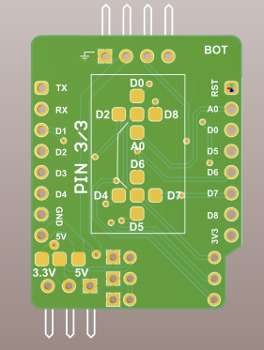 BOT
TX
RX
D1
D2
D3
D4
GND
5V
3.3V 5V
PIN 3/3
D0
D2 D8
A0
D6
D4 D7
D5
RST
A0
D0
D5
D6
D7
D8
3V3